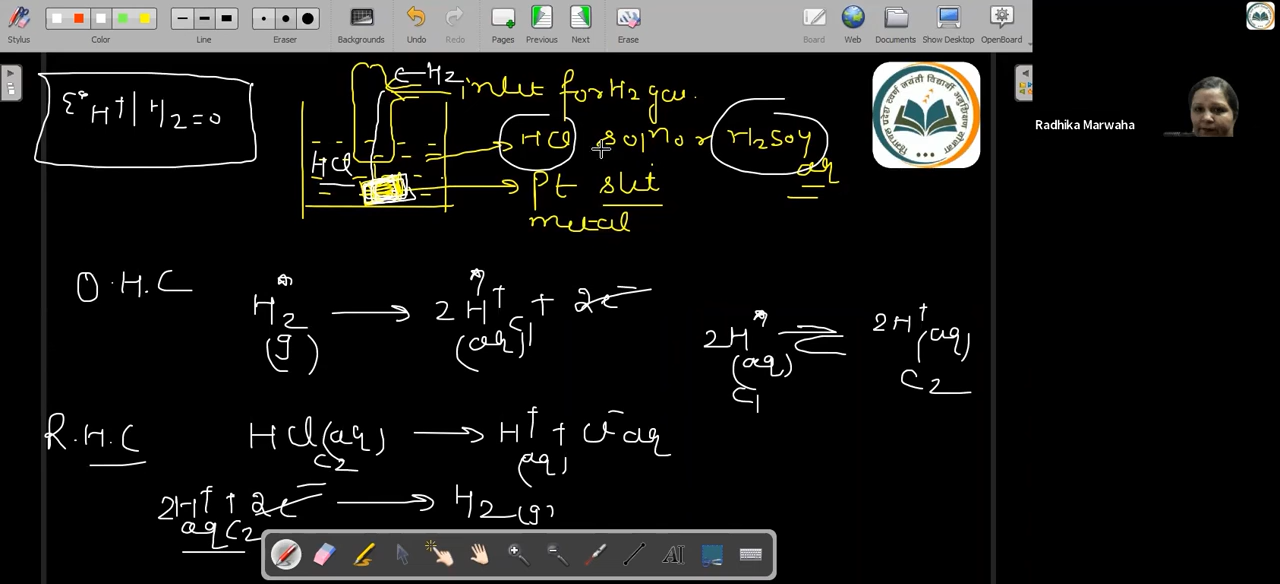 Stylus
Color
Line
Eraser
Backgrounds
Undo
Redo
Pages
Previous
Next
Erase
Board
Web
Documents
Show Desktop
OpenBoard
Radhika Marwaha
E° H+ | H2 = 0
H2
inlet for H2 gas.
HCl soln or H2SO4
aq
HCl
Pt slit
metal
O.H.C
H2 ⟶ 2H+ + 2e−
(g) (aq) C1
2H+ ⇌ 2H+(aq)
(aq) C2
C1
R.H.C HCl(aq) ⟶ H+ + Cl− aq
C2 (aq)
2H+ + 2e− ⟶ H2(g)
aq C2